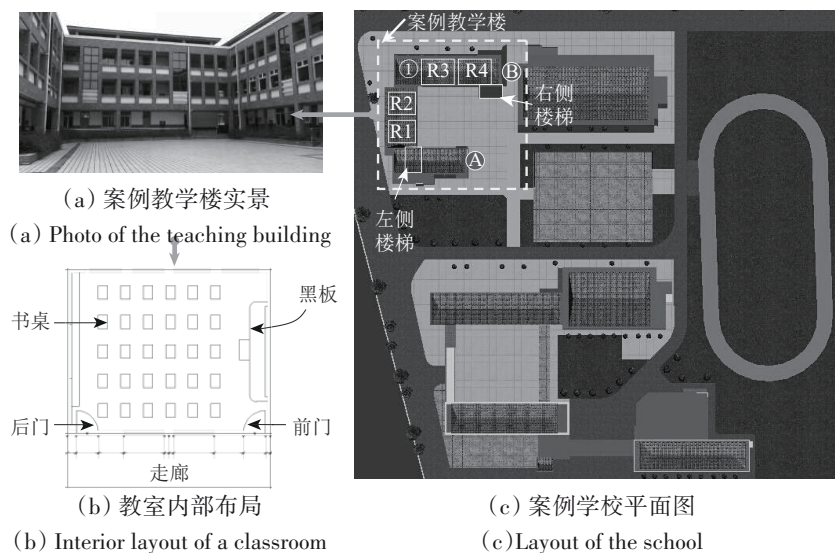 案例教学楼
①
R3
R4
Ⓑ
R2
R1
右侧
楼梯
Ⓐ
左侧
楼梯
(a) 案例教学楼实景
(a) Photo of the teaching building
书桌
黑板
后门
前门
走廊
(b) 教室内部布局
(b) Interior layout of a classroom
(c) 案例学校平面图
(c)Layout of the school